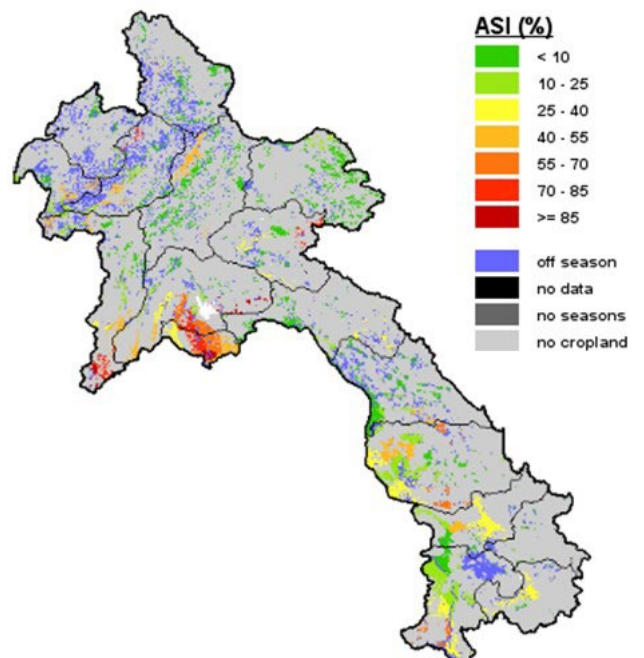 ASI (%)
< 10
10 - 25
25 - 40
40 - 55
55 - 70
70 - 85
>= 85
off season
no data
no seasons
no cropland